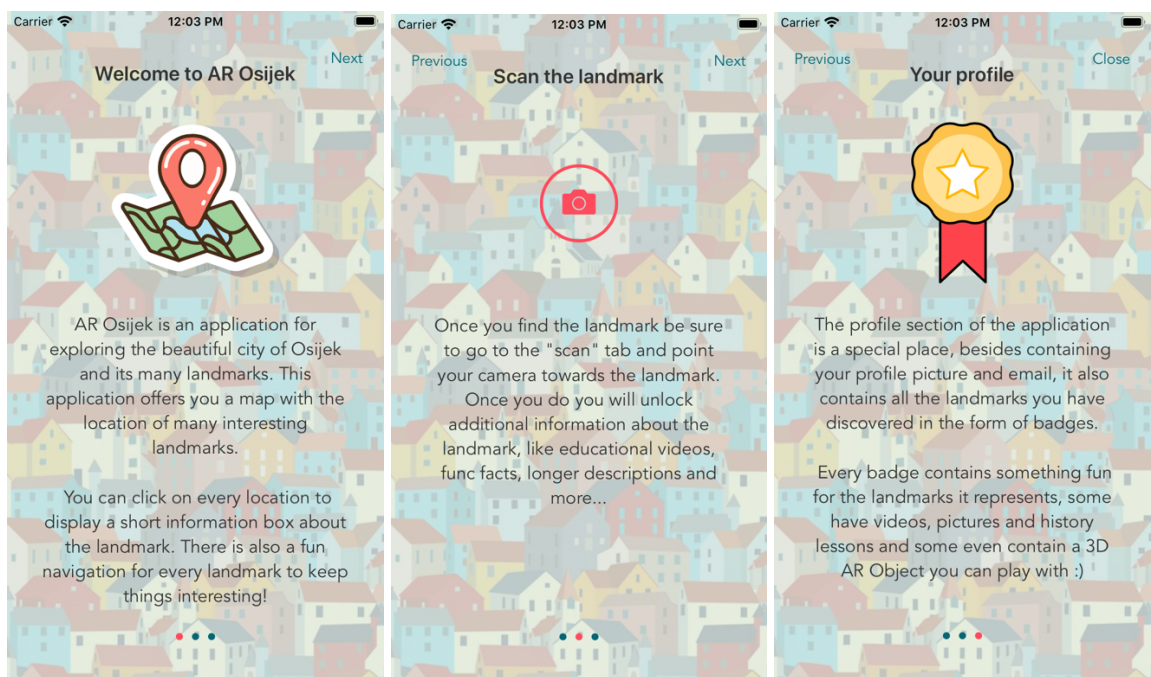 Carrier 12:03 PM
Next
Welcome to AR Osijek
AR Osijek is an application for
exploring the beautiful city of Osijek
and its many landmarks. This
application offers you a map with the
location of many interesting
landmarks.
You can click on every location to
display a short information box about
the landmark. There is also a fun
navigation for every landmark to keep
things interesting!
Carrier 12:03 PM
Previous Next
Scan the landmark
Once you find the landmark be sure
to go to the "scan" tab and point
your camera towards the landmark.
Once you do you will unlock
additional information about the
landmark, like educational videos,
func facts, longer descriptions and
more...
Carrier 12:03 PM
Previous Close
Your profile
The profile section of the application
is a special place, besides containing
your profile picture and email, it also
contains all the landmarks you have
discovered in the form of badges.
Every badge contains something fun
for the landmarks it represents, some
have videos, pictures and history
lessons and some even contain a 3D
AR Object you can play with :)